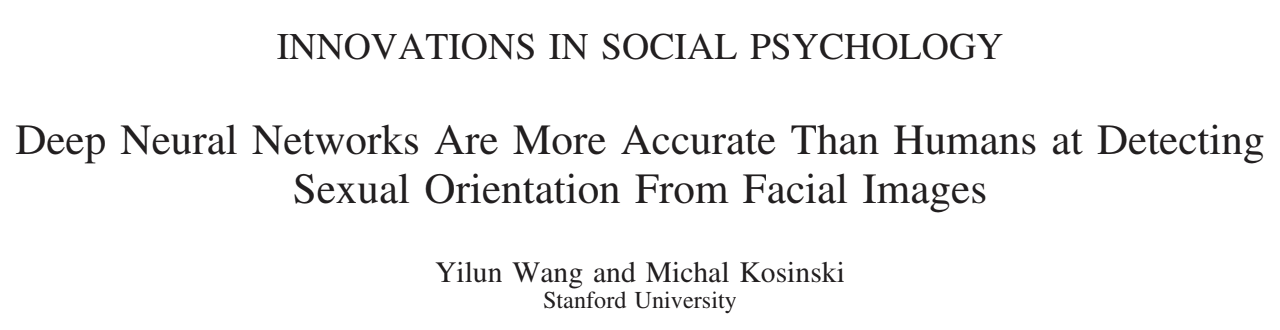 INNOVATIONS IN SOCIAL PSYCHOLOGY
Deep Neural Networks Are More Accurate Than Humans at Detecting
Sexual Orientation From Facial Images
Yilun Wang and Michal Kosinski
Stanford University